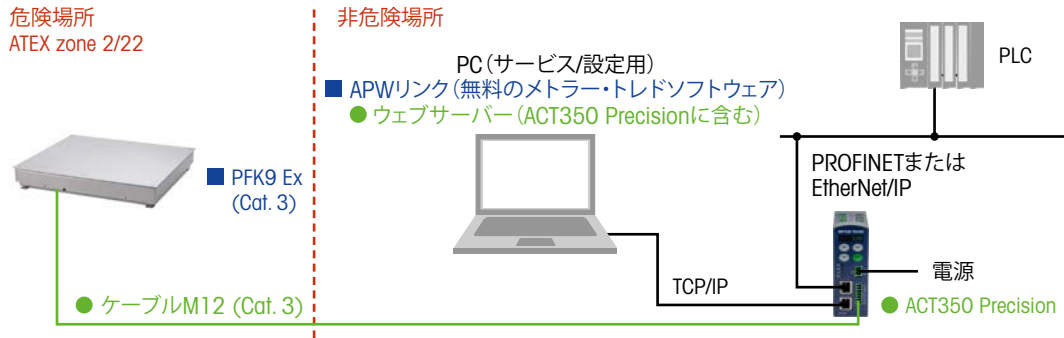 危険場所
ATEX zone 2/22
非危険場所
PC(サービス/設定用)
APWリンク(無料のメトラー・トレドソフトウェア)
ウェブサーバー(ACT350 Precisionに含む)
PLC
PFK9 Ex
(Cat. 3)
PROFINETまたは
EtherNet/IP
電源
TCP/IP
ケーブルM12 (Cat. 3)
ACT350 Precision